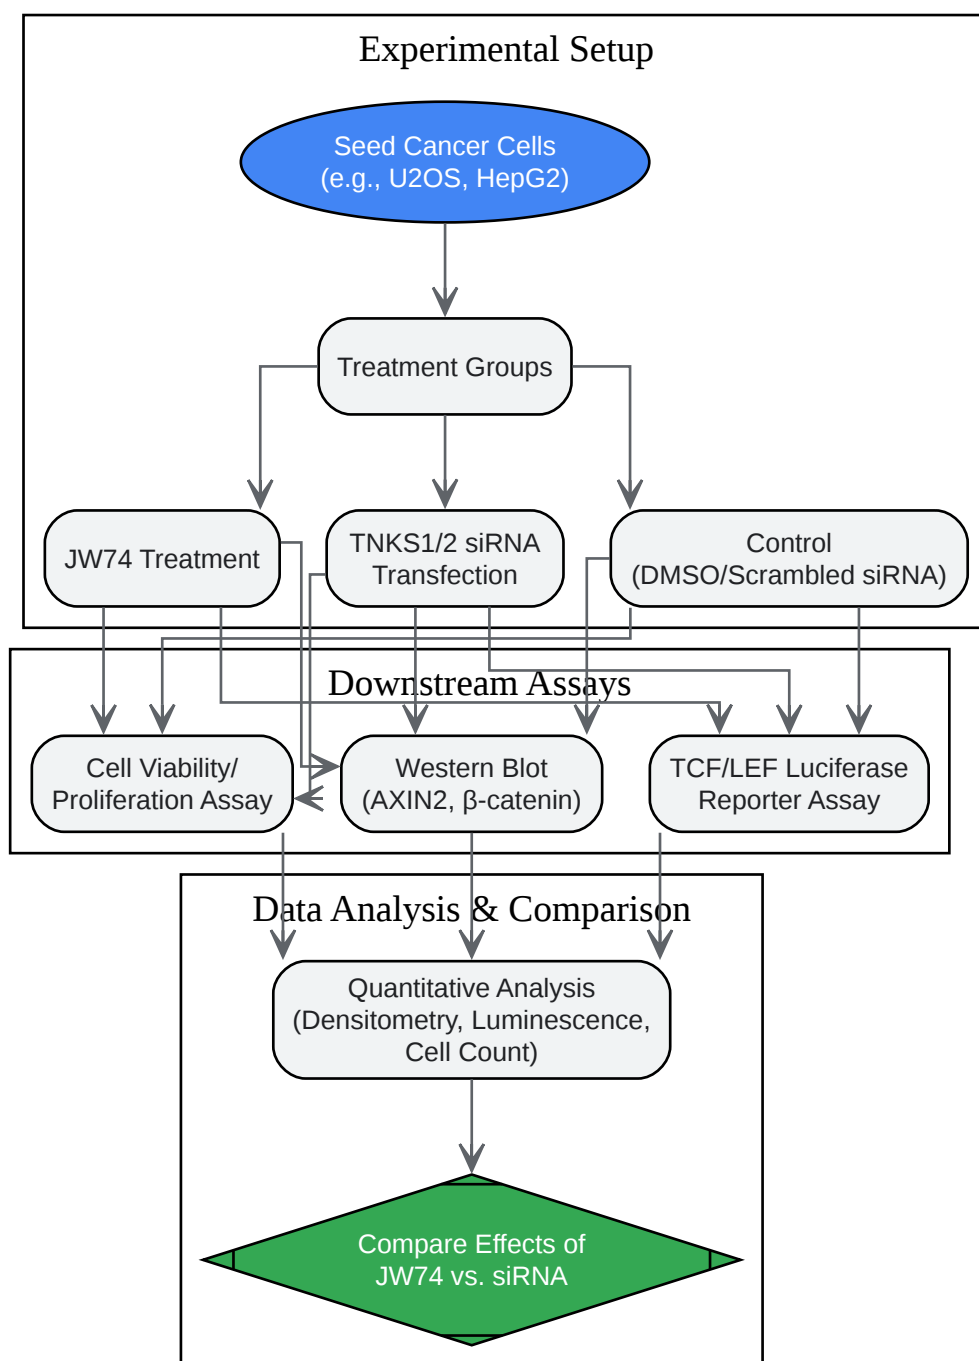 Experimental Setup
Seed Cancer Cells
(e.g., U2OS, HepG2)
Treatment Groups
JW74 Treatment
TNKS1/2 siRNA
Transfection
Control
(DMSO/Scrambled siRNA)
Downstream Assays
Cell Viability/
Proliferation Assay
Western Blot
(AXIN2, β-catenin)
TCF/LEF Luciferase
Reporter Assay
Data Analysis & Comparison
Quantitative Analysis
(Densitometry, Luminescence,
Cell Count)
Compare Effects of
JW74 vs. siRNA